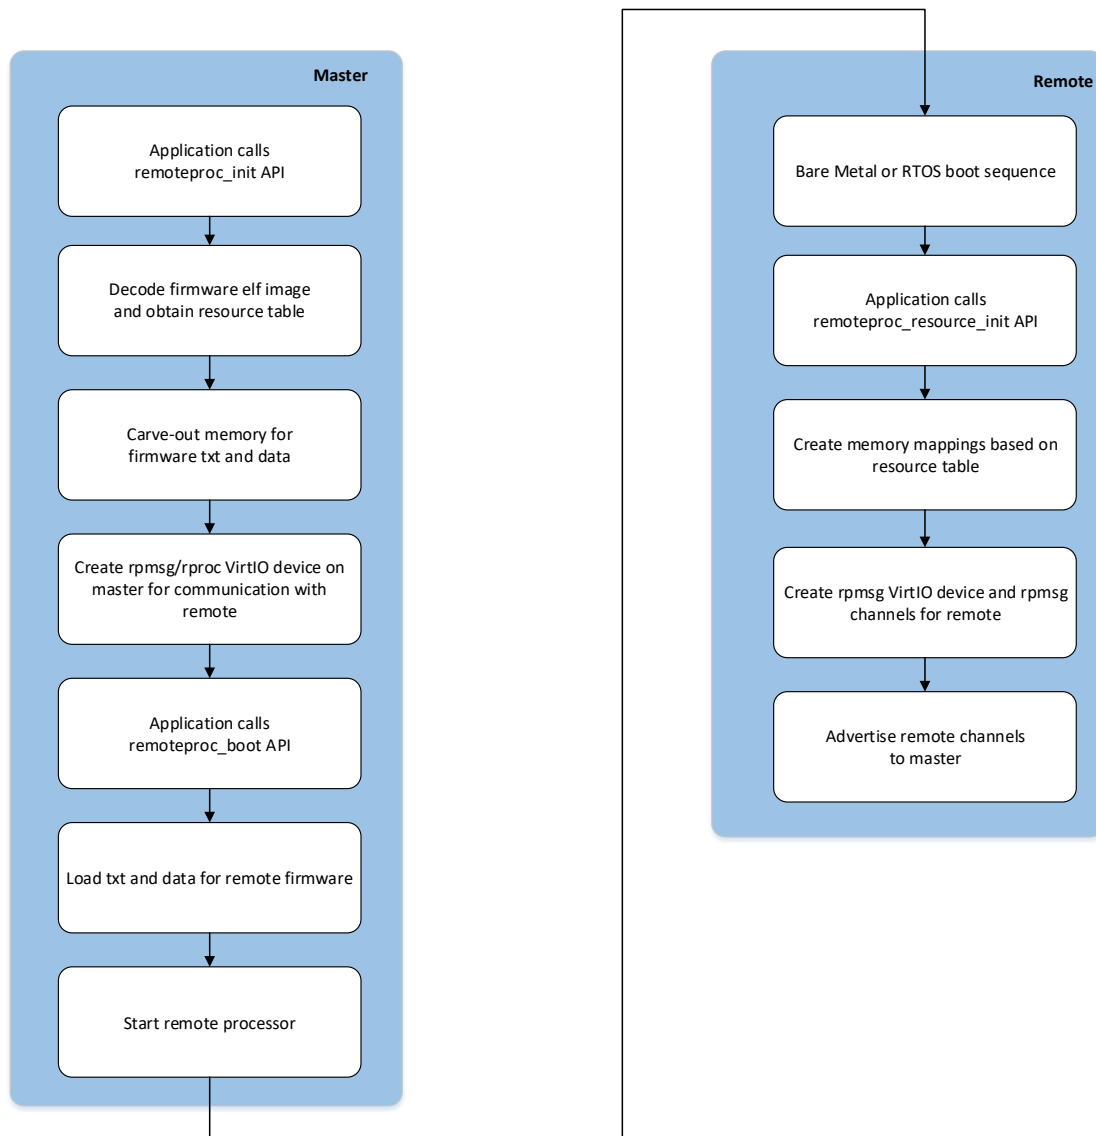 Master
Application calls
remoteproc_init API
Decode firmware elf image
and obtain resource table
Carve-out memory for
firmware txt and data
Create rpmsg/rproc VirtIO device on
master for communication with
remote
Application calls
remoteproc_boot API
Load txt and data for remote firmware
Start remote processor
Remote
Bare Metal or RTOS boot sequence
Application calls
remoteproc_resource_init API
Create memory mappings based on
resource table
Create rpmsg VirtIO device and rpmsg
channels for remote
Advertise remote channels
to master